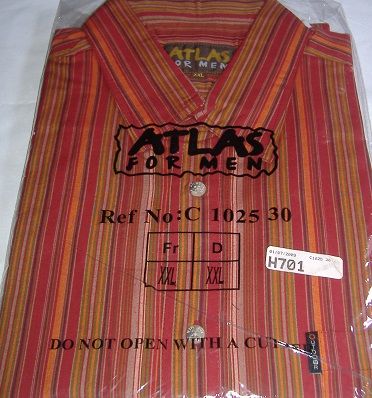 ATLAS
FOR MEN
XXL
ATLAS
FOR MEN
Ref No:C 1025 30
Fr D
XXL XXL
H701
DO NOT OPEN WITH A